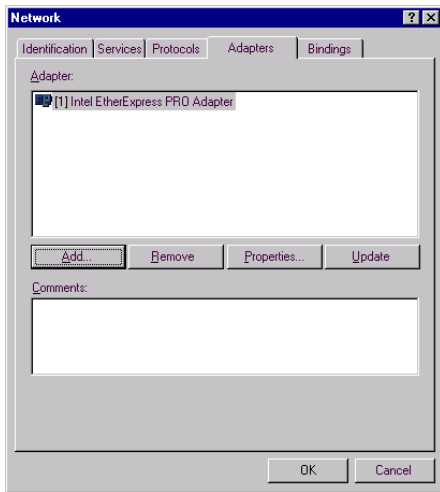 Network
Identification Services Protocols Adapters Bindings
Adapter:
[1] Intel EtherExpress PRO Adapter
Add... Remove Properties... Update
Comments:
OK Cancel